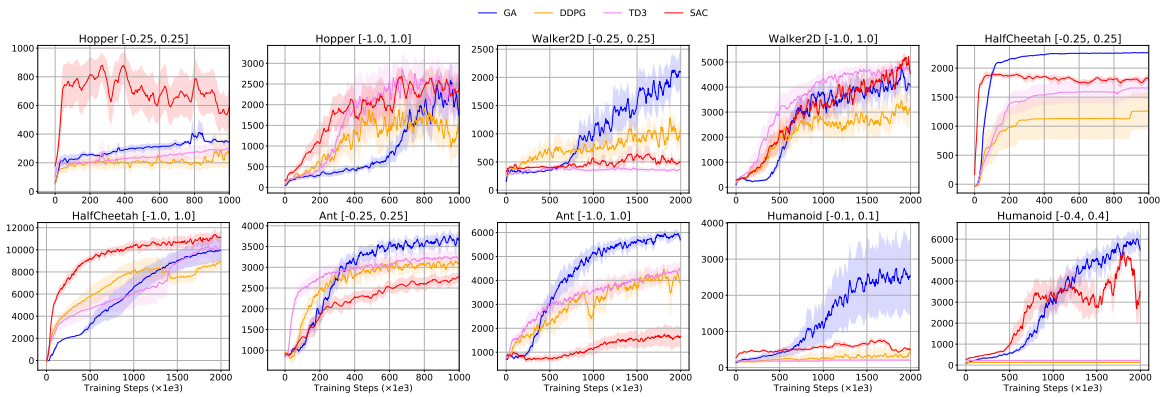 GA DDPG TD3 SAC
Hopper [-0.25, 0.25]
1000
800
600
400
200
0
0 200 400 600 800 1000
Hopper [-1.0, 1.0]
3000
2500
2000
1500
1000
500
0
0 200 400 600 800 1000
Walker2D [-0.25, 0.25]
2500
2000
1500
1000
500
0
0 500 1000 1500 2000
Walker2D [-1.0, 1.0]
5000
4000
3000
2000
1000
0
0 500 1000 1500 2000
HalfCheetah [-0.25, 0.25]
2000
1500
1000
500
0
0 200 400 600 800 1000
HalfCheetah [-1.0, 1.0]
12000
10000
8000
6000
4000
2000
0
0 500 1000 1500 2000
Training Steps (×1e3)
Ant [-0.25, 0.25]
4000
3500
3000
2500
2000
1500
1000
0 200 400 600 800 1000
Training Steps (×1e3)
Ant [-1.0, 1.0]
6000
5000
4000
3000
2000
1000
0 500 1000 1500 2000
Training Steps (×1e3)
Humanoid [-0.1, 0.1]
4000
3000
2000
1000
0
0 500 1000 1500 2000
Training Steps (×1e3)
Humanoid [-0.4, 0.4]
6000
5000
4000
3000
2000
1000
0
0 500 1000 1500 2000
Training Steps (×1e3)